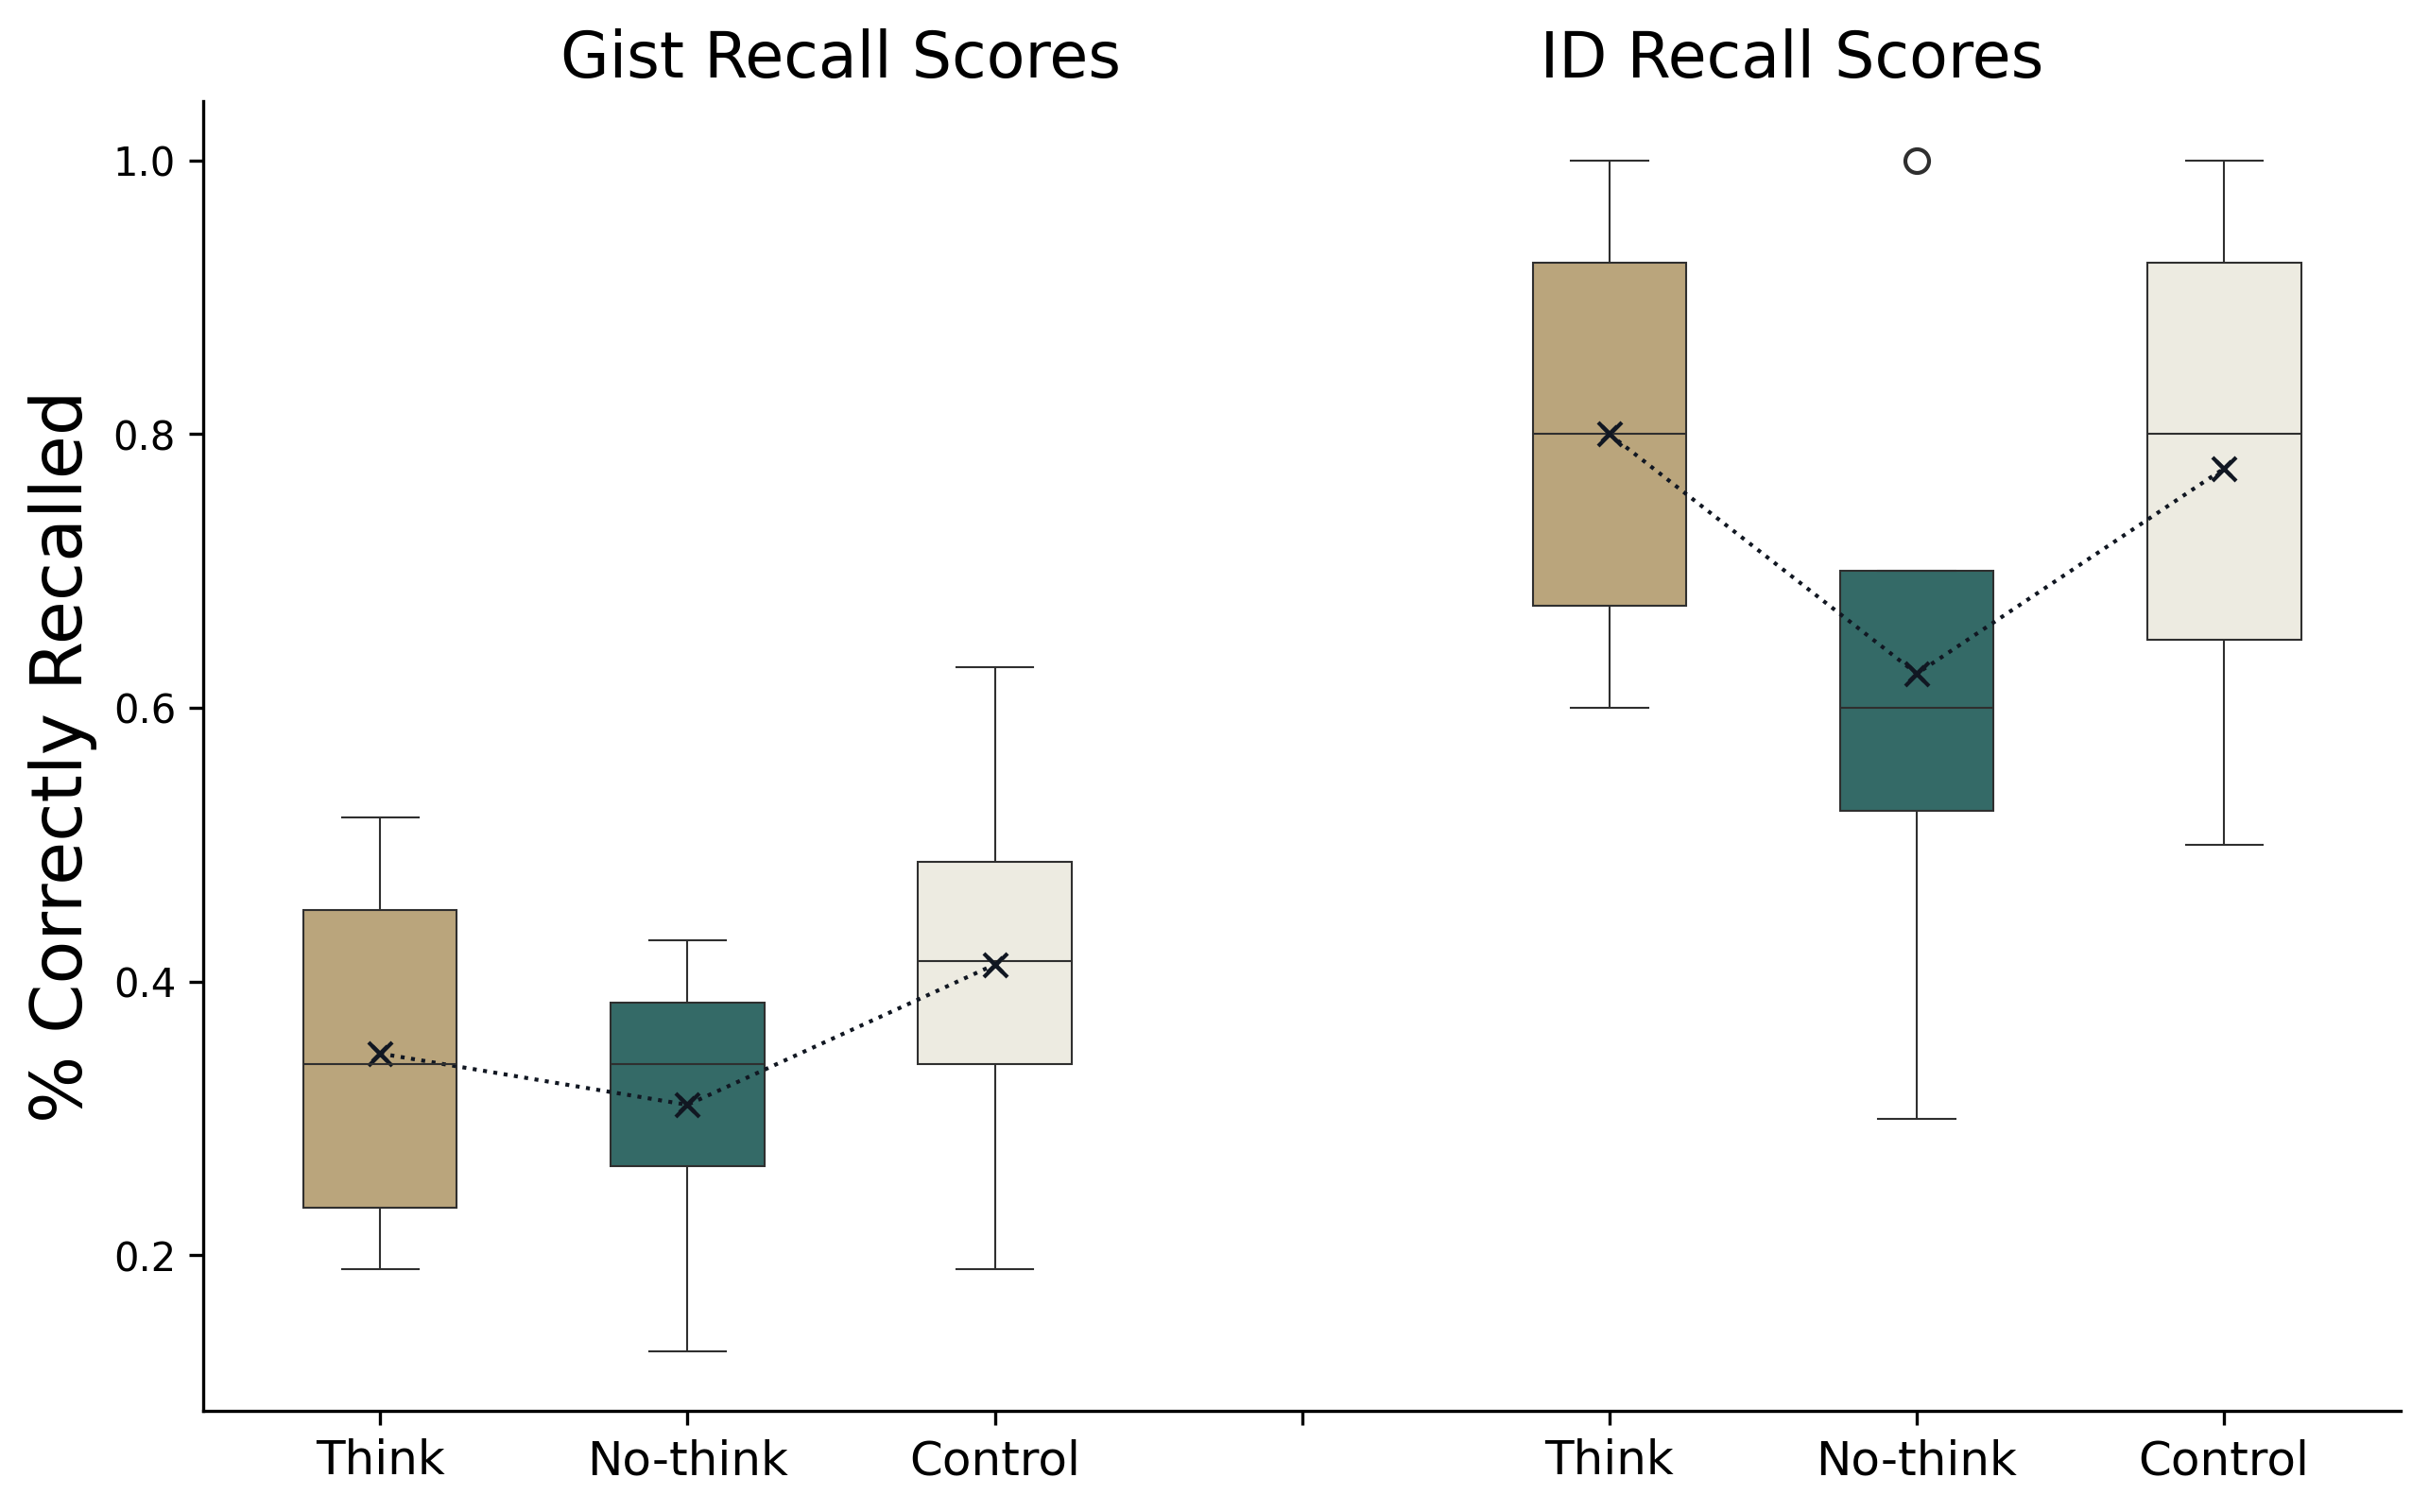 Gist Recall Scores
ID Recall Scores
% Correctly Recalled
1.0
0.8
0.6
0.4
0.2
Think
No-think
Control
Think
No-think
Control